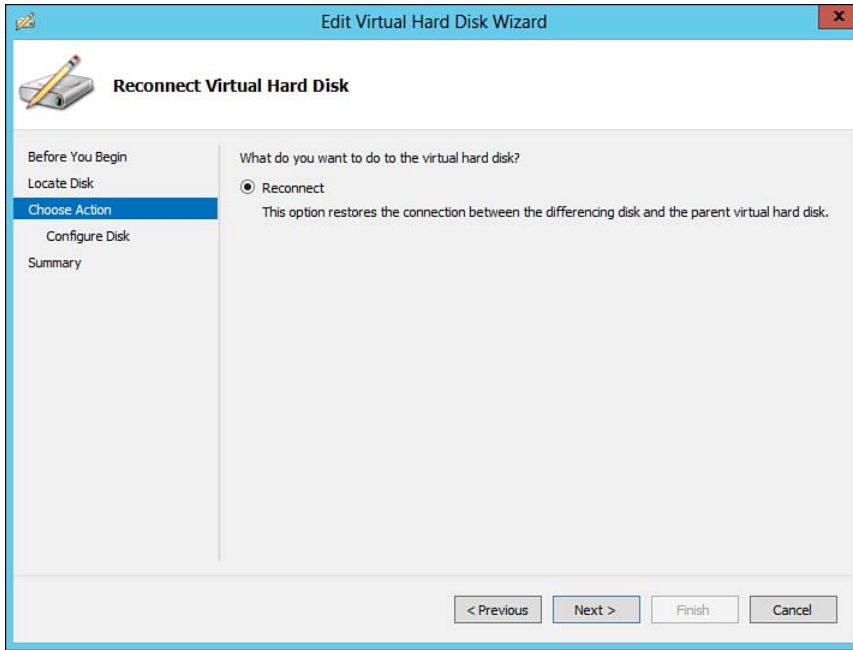 Edit Virtual Hard Disk Wizard
x
Reconnect Virtual Hard Disk
Before You Begin
Locate Disk
Choose Action
Configure Disk
Summary
What do you want to do to the virtual hard disk?
Reconnect
This option restores the connection between the differencing disk and the parent virtual hard disk.
< Previous
Next >
Finish
Cancel